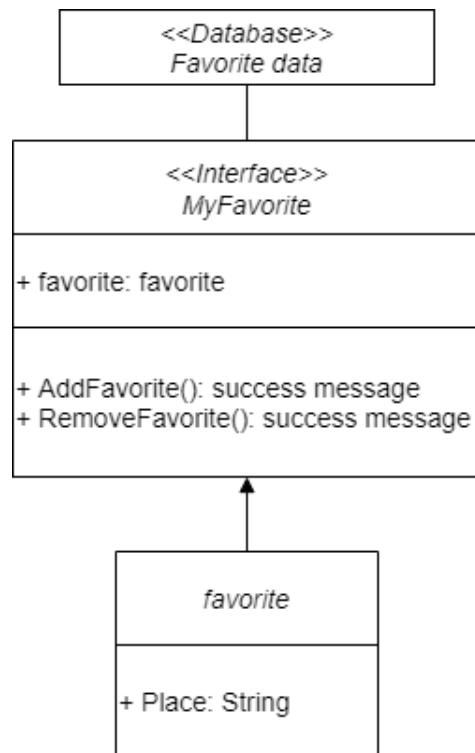 <<Database>>
Favorite data
<<Interface>>
MyFavorite
+ favorite: favorite
+ AddFavorite(): success message
+ RemoveFavorite(): success message
favorite
+ Place: String